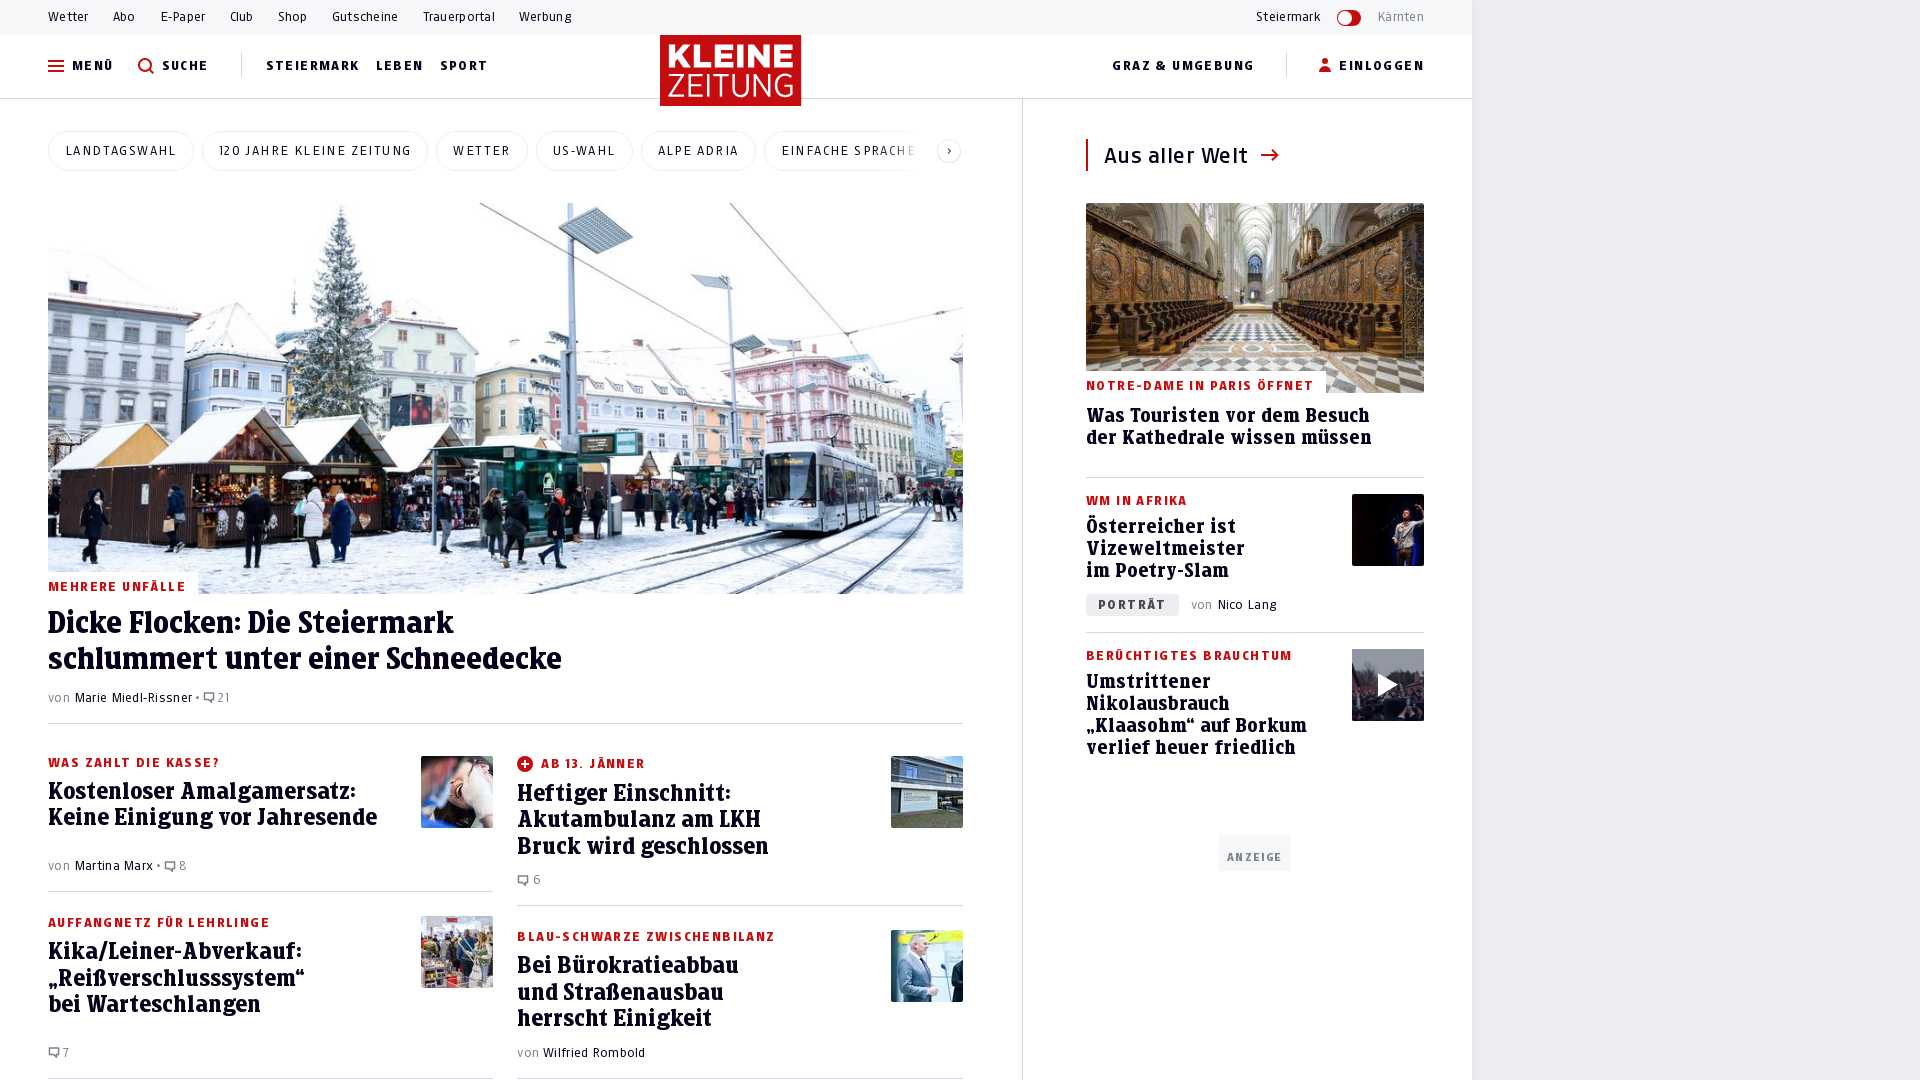 Wetter Abo E-Paper Club Shop Gutscheine Trauerportal Werbung
Steiermark Kärnten
MENÜ SUCHE STEIERMARK LEBEN SPORT
KLEINE
ZEITUNG
GRAZ & UMGEBUNG EINLOGGEN
LANDTAGSWAHL 120 JAHRE KLEINE ZEITUNG WETTER US-WAHL ALPE ADRIA EINFACHE SPRACHE
MEHRERE UNFÄLLE
Dicke Flocken: Die Steiermark
schlummert unter einer Schneedecke
von Marie Miedl-Rissner • 21
WAS ZAHLT DIE KASSE?
Kostenloser Amalgamersatz:
Keine Einigung vor Jahresende
von Martina Marx • 8
AB 13. JÄNNER
Heftiger Einschnitt:
Akutambulanz am LKH
Bruck wird geschlossen
6
AUFFANGNETZ FÜR LEHRLINGE
Kika/Leiner-Abverkauf:
„Reißverschlusssystem“
bei Warteschlangen
7
BLAU-SCHWARZE ZWISCHENBILANZ
Bei Bürokratieabbau
und Straßenausbau
herrscht Einigkeit
von Wilfried Rombold
Aus aller Welt
NOTRE-DAME IN PARIS ÖFFNET
Was Touristen vor dem Besuch
der Kathedrale wissen müssen
WM IN AFRIKA
Österreicher ist
Vizeweltmeister
im Poetry-Slam
PORTRÄT von Nico Lang
BERÜCHTIGTES BRAUCHTUM
Umstrittener
Nikolausbrauch
„Klaasohm“ auf Borkum
verlief heuer friedlich
ANZEIGE